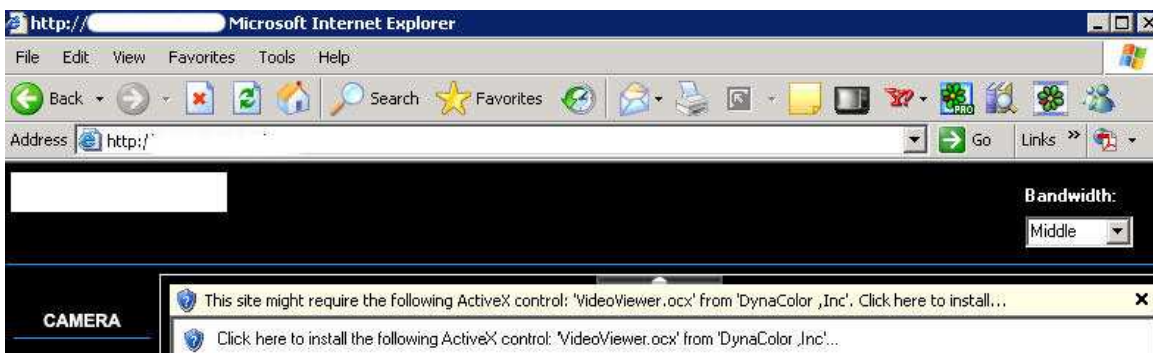 http:// Microsoft Internet Explorer
File Edit View Favorites Tools Help
Back Search Favorites PRO
Address http:/ Go Links »
Bandwidth:
Middle
This site might require the following ActiveX control: 'VideoViewer.ocx' from 'DynaColor ,Inc'. Click here to install...
CAMERA
Click here to install the following ActiveX control: 'VideoViewer.ocx' from 'DynaColor ,Inc'...